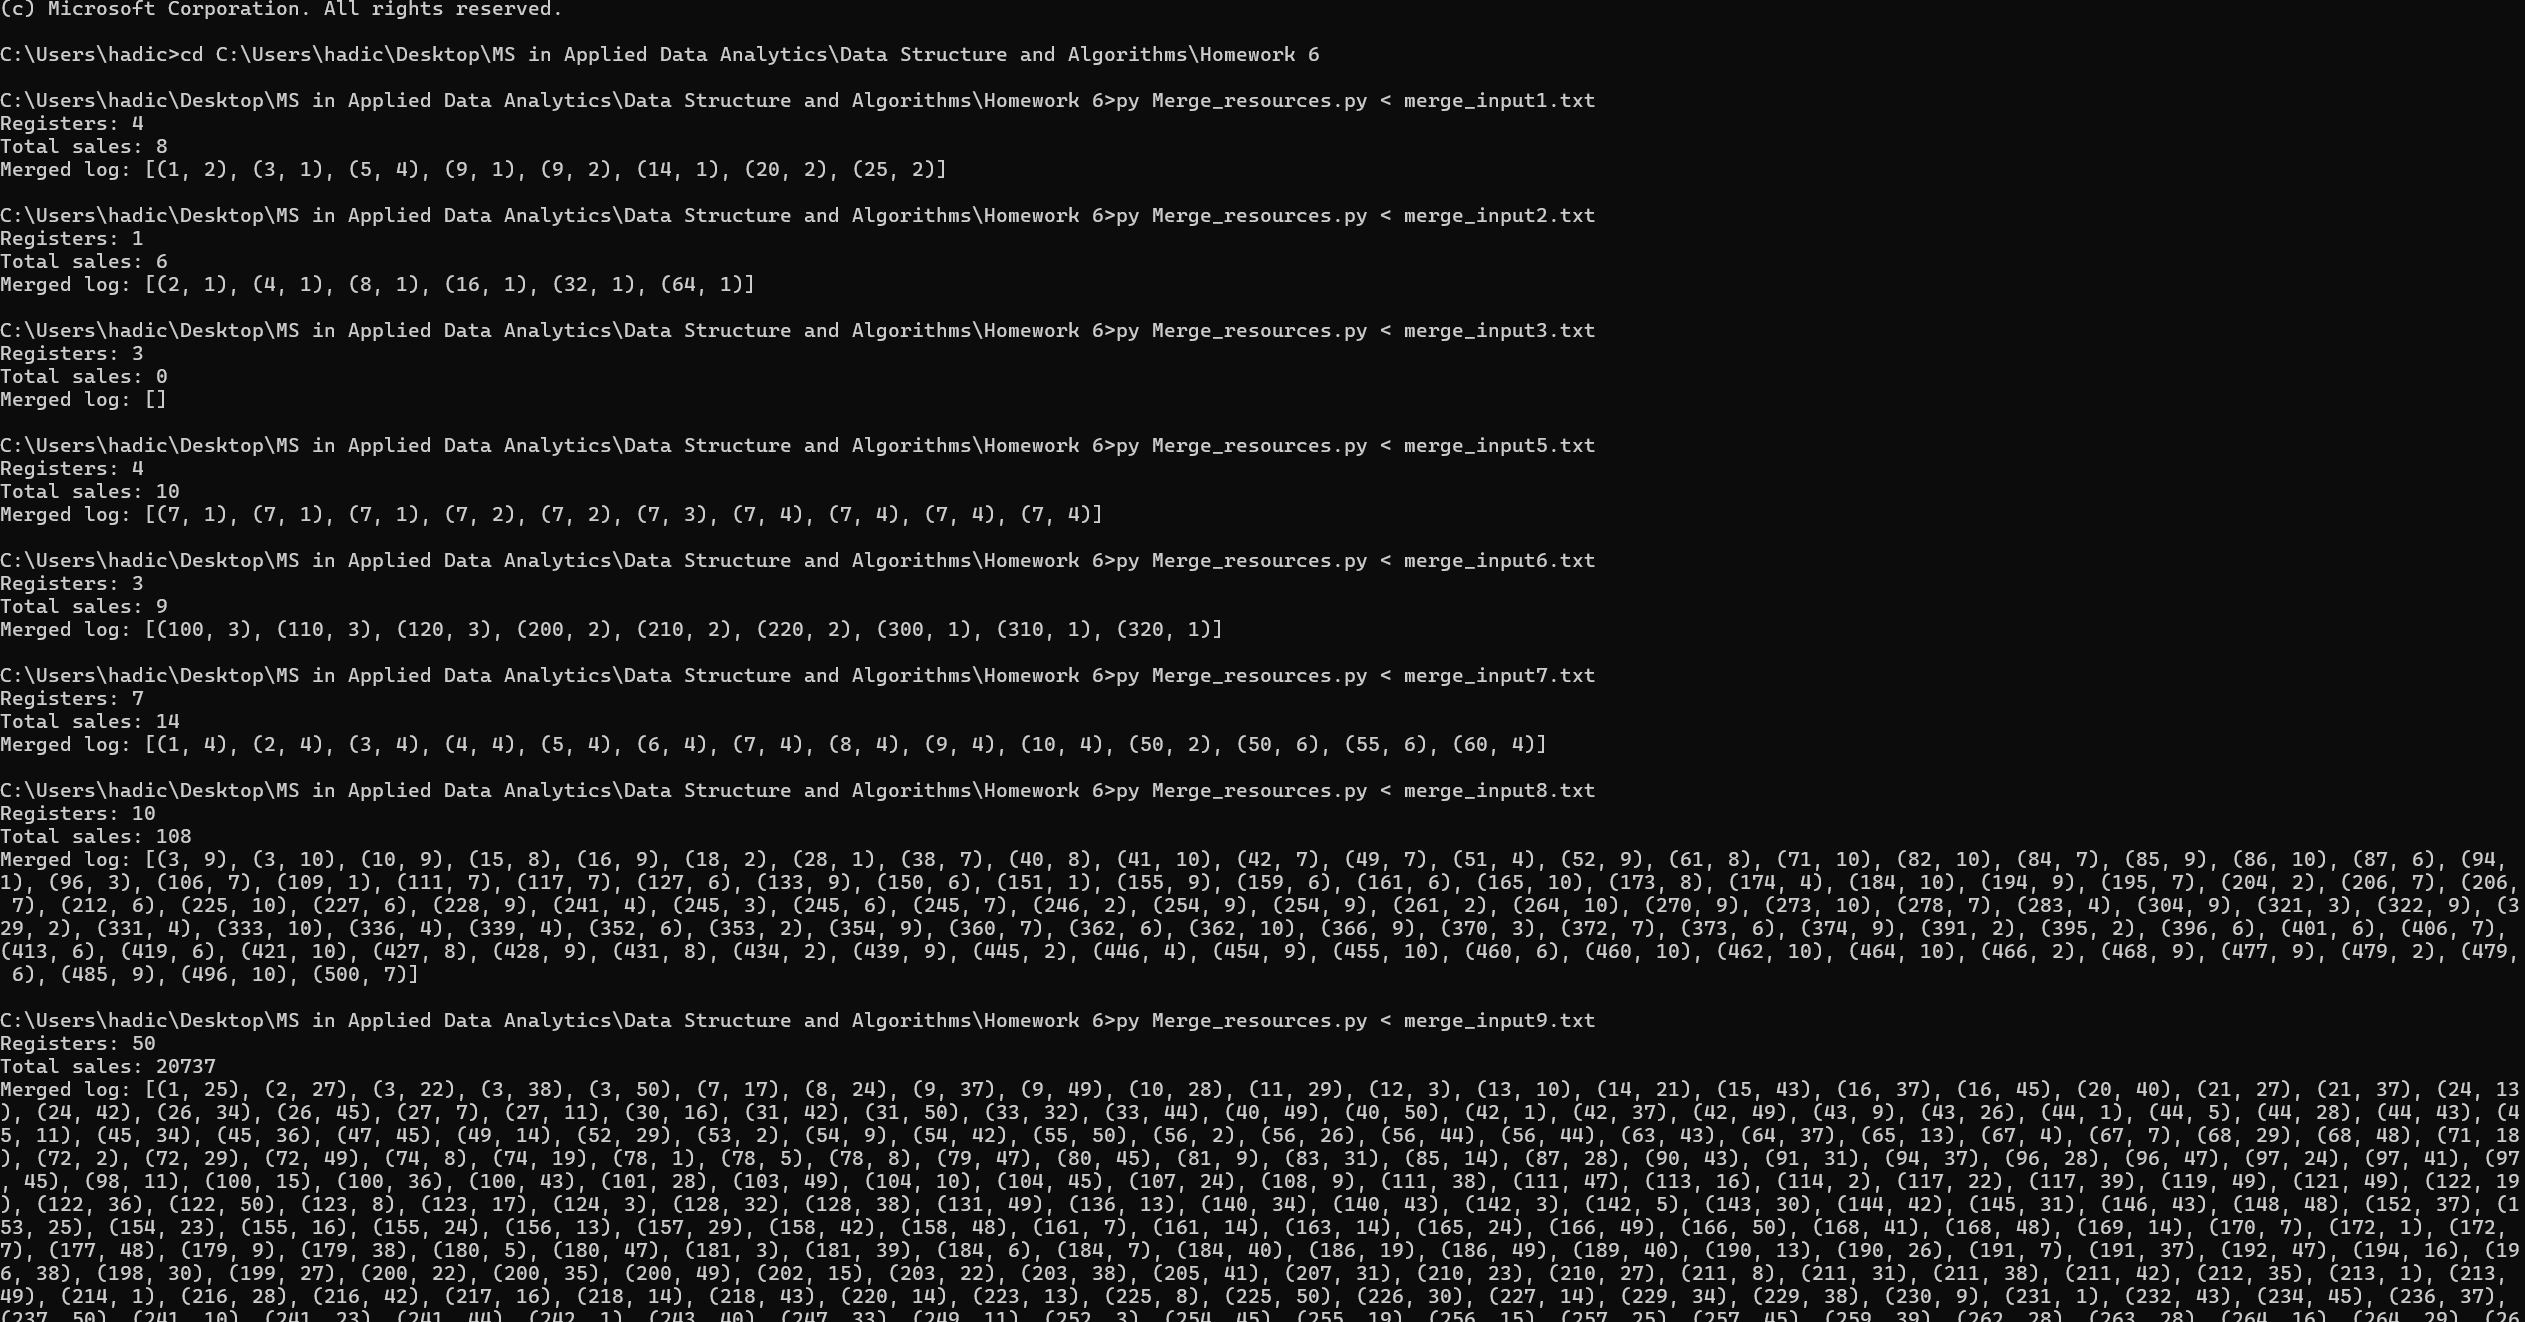 (c) Microsoft Corporation. All rights reserved.
C:\Users\hadic>cd C:\Users\hadic\Desktop\MS in Applied Data Analytics\Data Structure and Algorithms\Homework 6
C:\Users\hadic\Desktop\MS in Applied Data Analytics\Data Structure and Algorithms\Homework 6>py Merge_resources.py < merge_input1.txt
Registers: 4
Total sales: 8
Merged log: [(1, 2), (3, 1), (5, 4), (9, 1), (9, 2), (14, 1), (20, 2), (25, 2)]
C:\Users\hadic\Desktop\MS in Applied Data Analytics\Data Structure and Algorithms\Homework 6>py Merge_resources.py < merge_input2.txt
Registers: 1
Total sales: 6
Merged log: [(2, 1), (4, 1), (8, 1), (16, 1), (32, 1), (64, 1)]
C:\Users\hadic\Desktop\MS in Applied Data Analytics\Data Structure and Algorithms\Homework 6>py Merge_resources.py < merge_input3.txt
Registers: 3
Total sales: 0
Merged log: []
C:\Users\hadic\Desktop\MS in Applied Data Analytics\Data Structure and Algorithms\Homework 6>py Merge_resources.py < merge_input5.txt
Registers: 4
Total sales: 10
Merged log: [(7, 1), (7, 1), (7, 1), (7, 2), (7, 2), (7, 3), (7, 4), (7, 4), (7, 4), (7, 4)]
C:\Users\hadic\Desktop\MS in Applied Data Analytics\Data Structure and Algorithms\Homework 6>py Merge_resources.py < merge_input6.txt
Registers: 3
Total sales: 9
Merged log: [(100, 3), (110, 3), (120, 3), (200, 2), (210, 2), (220, 2), (300, 1), (310, 1), (320, 1)]
C:\Users\hadic\Desktop\MS in Applied Data Analytics\Data Structure and Algorithms\Homework 6>py Merge_resources.py < merge_input7.txt
Registers: 7
Total sales: 14
Merged log: [(1, 4), (2, 4), (3, 4), (4, 4), (5, 4), (6, 4), (7, 4), (8, 4), (9, 4), (10, 4), (50, 2), (50, 6), (55, 6), (60, 4)]
C:\Users\hadic\Desktop\MS in Applied Data Analytics\Data Structure and Algorithms\Homework 6>py Merge_resources.py < merge_input8.txt
Registers: 10
Total sales: 108
Merged log: [(3, 9), (3, 10), (10, 9), (15, 8), (16, 9), (18, 2), (28, 1), (38, 7), (40, 8), (41, 10), (42, 7), (49, 7), (51, 4), (52, 9), (61, 8), (71, 10), (82, 10), (84, 7), (85, 9), (86, 10), (87, 6), (94,
1), (96, 3), (106, 7), (109, 1), (111, 7), (117, 7), (127, 6), (133, 9), (150, 6), (151, 1), (155, 9), (159, 6), (161, 6), (165, 10), (173, 8), (174, 4), (184, 10), (194, 9), (195, 7), (204, 2), (206, 7), (206,
7), (212, 6), (225, 10), (227, 6), (228, 9), (241, 4), (245, 3), (245, 6), (245, 7), (246, 2), (254, 9), (254, 9), (261, 2), (264, 10), (270, 9), (273, 10), (278, 7), (283, 4), (304, 9), (321, 3), (322, 9), (3
29, 2), (331, 4), (333, 10), (336, 4), (339, 4), (352, 6), (353, 2), (354, 9), (360, 7), (362, 6), (362, 10), (366, 9), (370, 3), (372, 7), (373, 6), (374, 9), (391, 2), (395, 2), (396, 6), (401, 6), (406, 7),
(413, 6), (419, 6), (421, 10), (427, 8), (428, 9), (431, 8), (434, 2), (439, 9), (445, 2), (446, 4), (454, 9), (455, 10), (460, 6), (460, 10), (462, 10), (464, 10), (466, 2), (468, 9), (477, 9), (479, 2), (479,
6), (485, 9), (496, 10), (500, 7)]
C:\Users\hadic\Desktop\MS in Applied Data Analytics\Data Structure and Algorithms\Homework 6>py Merge_resources.py < merge_input9.txt
Registers: 50
Total sales: 20737
Merged log: [(1, 25), (2, 27), (3, 22), (3, 38), (3, 50), (7, 17), (8, 24), (9, 37), (9, 49), (10, 28), (11, 29), (12, 3), (13, 10), (14, 21), (15, 43), (16, 37), (16, 45), (20, 40), (21, 27), (21, 37), (24, 13
), (24, 42), (26, 34), (26, 45), (27, 7), (27, 11), (30, 16), (31, 42), (31, 50), (33, 32), (33, 44), (40, 49), (40, 50), (42, 1), (42, 37), (42, 49), (43, 9), (43, 26), (44, 1), (44, 5), (44, 28), (44, 43), (4
5, 11), (45, 34), (45, 36), (47, 45), (49, 14), (52, 29), (53, 2), (54, 9), (54, 42), (55, 50), (56, 2), (56, 26), (56, 44), (56, 44), (63, 43), (64, 37), (65, 13), (67, 4), (67, 7), (68, 29), (68, 48), (71, 18
), (72, 2), (72, 29), (72, 49), (74, 8), (74, 19), (78, 1), (78, 5), (78, 8), (79, 47), (80, 45), (81, 9), (83, 31), (85, 14), (87, 28), (90, 43), (91, 31), (94, 37), (96, 28), (96, 47), (97, 24), (97, 41), (97
, 45), (98, 11), (100, 15), (100, 36), (100, 43), (101, 28), (103, 49), (104, 10), (104, 45), (107, 24), (108, 9), (111, 38), (111, 47), (113, 16), (114, 2), (117, 22), (117, 39), (119, 49), (121, 49), (122, 19
), (122, 36), (122, 50), (123, 8), (123, 17), (124, 3), (128, 32), (128, 38), (131, 49), (136, 13), (140, 34), (140, 43), (142, 3), (142, 5), (143, 30), (144, 42), (145, 31), (146, 43), (148, 48), (152, 37), (1
53, 25), (154, 23), (155, 16), (155, 24), (156, 13), (157, 29), (158, 42), (158, 48), (161, 7), (161, 14), (163, 14), (165, 24), (166, 49), (166, 50), (168, 41), (168, 48), (169, 14), (170, 7), (172, 1), (172,
7), (177, 48), (179, 9), (179, 38), (180, 5), (180, 47), (181, 3), (181, 39), (184, 6), (184, 7), (184, 40), (186, 19), (186, 49), (189, 40), (190, 13), (190, 26), (191, 7), (191, 37), (192, 47), (194, 16), (19
6, 38), (198, 30), (199, 27), (200, 22), (200, 35), (200, 49), (202, 15), (203, 22), (203, 38), (205, 41), (207, 31), (210, 23), (210, 27), (211, 8), (211, 31), (211, 38), (211, 42), (212, 35), (213, 1), (213,
49), (214, 1), (216, 28), (216, 42), (217, 16), (218, 14), (218, 43), (220, 14), (223, 13), (225, 8), (225, 50), (226, 30), (227, 14), (229, 34), (229, 38), (230, 9), (231, 1), (232, 43), (234, 45), (236, 37),
(237, 50), (241, 10), (241, 23), (241, 44), (242, 1), (243, 40), (247, 33), (249, 11), (252, 3), (254, 45), (255, 19), (256, 15), (257, 25), (257, 45), (259, 39), (262, 28), (263, 28), (264, 16), (264, 29), (26